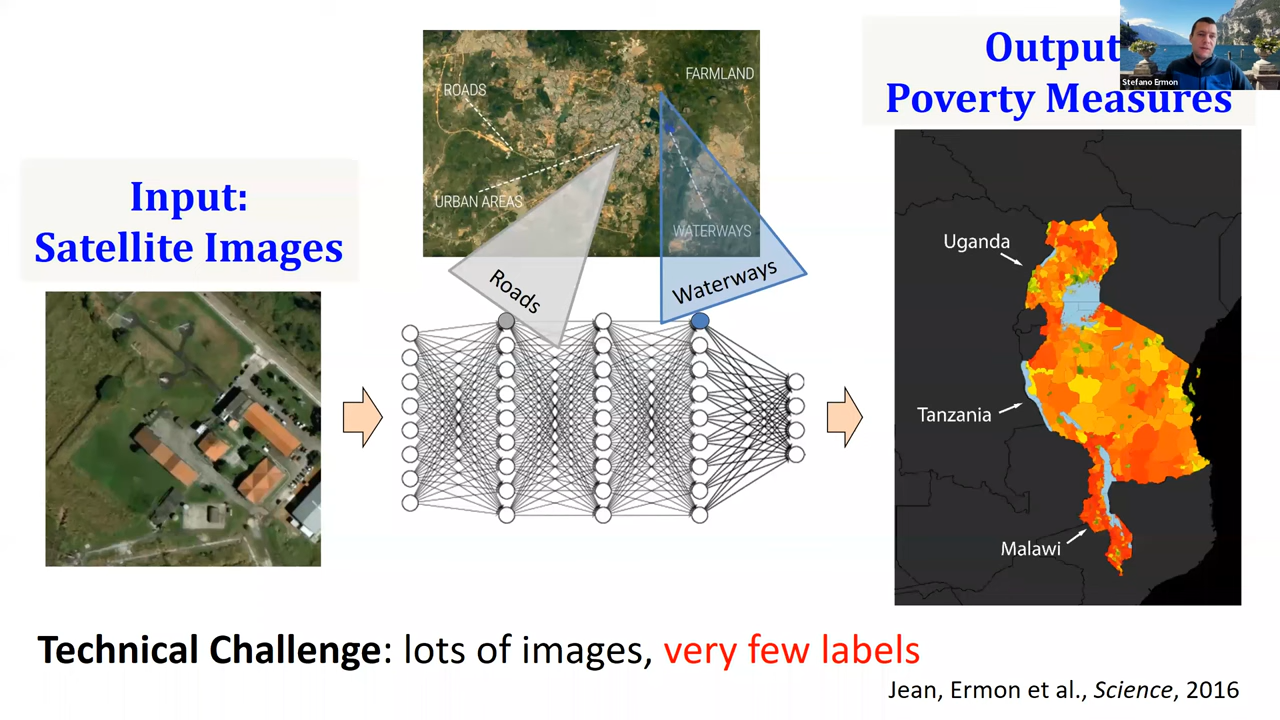 Input:
Satellite Images
ROADS
FARMLAND
URBAN AREAS
WATERWAYS
Roads
Waterways
Output
Poverty Measures
Stefano Ermon
Uganda
Tanzania
Malawi
Technical Challenge: lots of images, very few labels
Jean, Ermon et al., Science, 2016